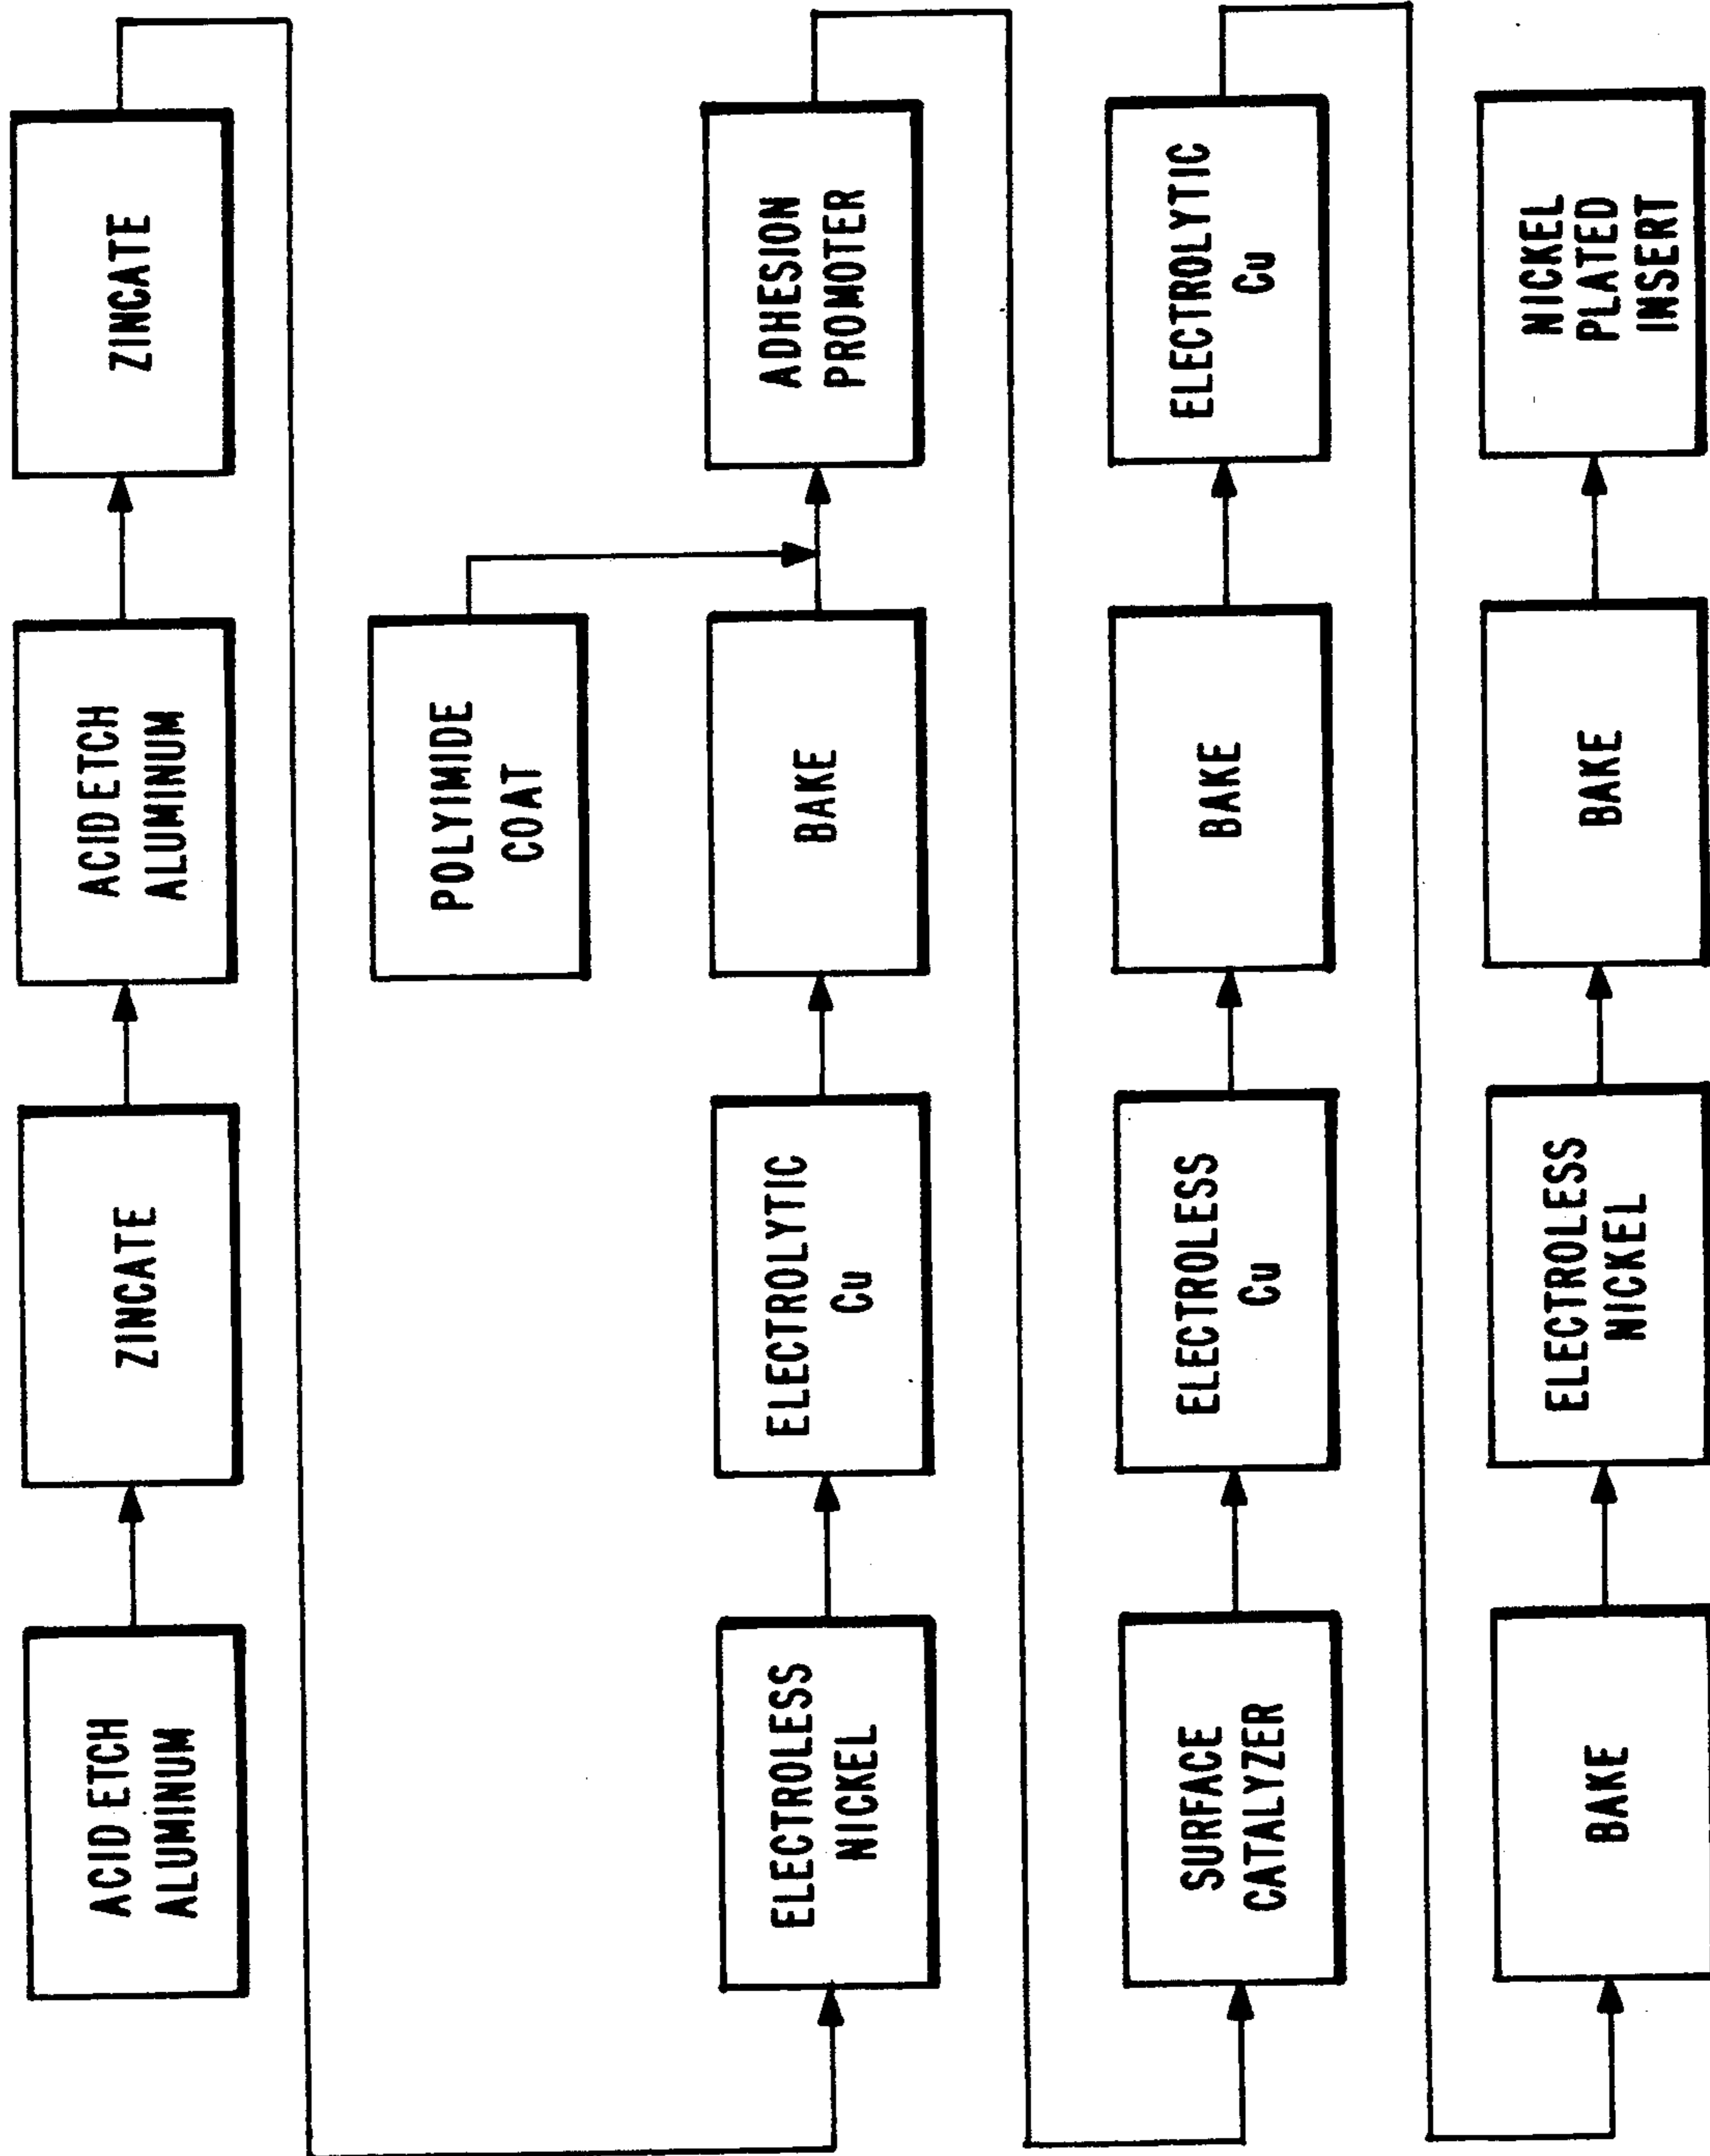 ACID ETCH
ALUMINUM
ZINCATE
ACID ETCH
ALUMINUM
ZINCATE
POLYIMIDE
COAT
ELECTROLESS
NICKEL
ELECTROLYTIC
Cu
BAKE
ADHESION
PROMOTER
SURFACE
CATALYZER
ELECTROLESS
Cu
BAKE
ELECTROLYTIC
Cu
BAKE
ELECTROLESS
NICKEL
BAKE
NICKEL
PLATED
INSERT